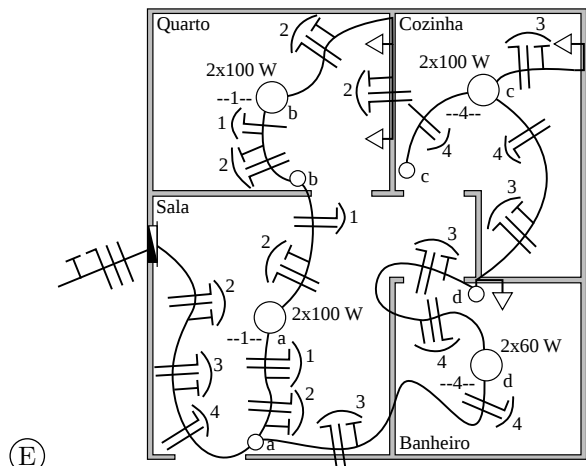 Quarto
2
Cozinha
3
2x100 W
2x100 W
--1--
b
2
c
--4--
1
4
4
2
b
c
3
Sala
1
3
2
2
d
2x100 W
--1--
a
2x60 W
1
4
3
--4--
d
2
4
3
4
a
Banheiro
E